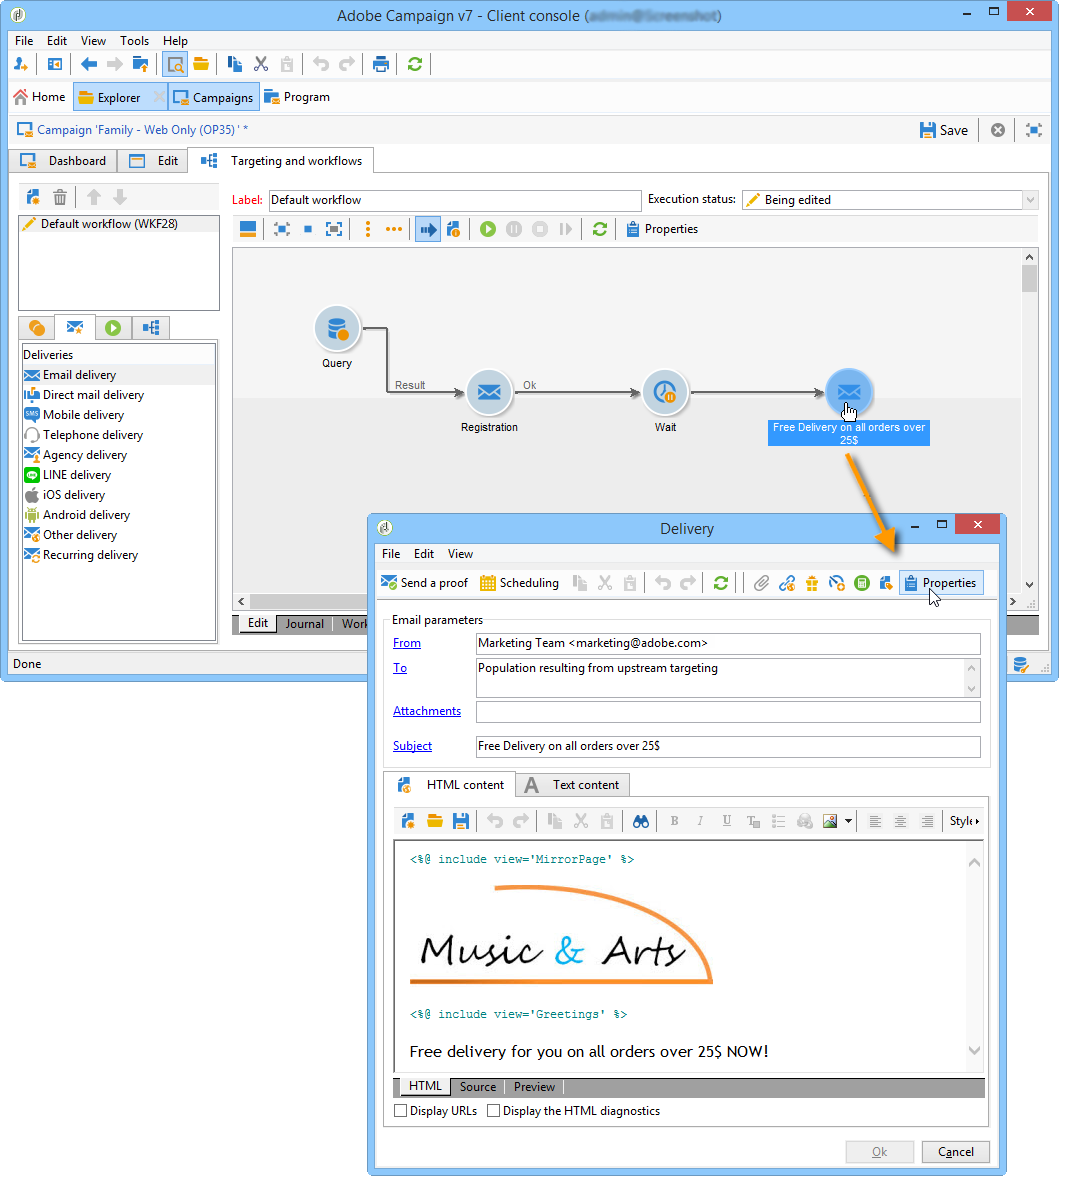 Adobe Campaign v7 - Client console (
File Edit View Tools Help
Home Explorer Campaigns Program
Campaign 'Family - Web Only (OP35) ' * Save
Dashboard Edit Targeting and workflows
Label: Default workflow Execution status: Being edited
Default workflow (WKF28)
Properties
Query
Result Ok
Registration Wait Free Delivery on all orders over
25$
Deliveries
Email delivery
Direct mail delivery
SMS Mobile delivery
Telephone delivery
Agency delivery
LINE delivery
iOS delivery
Android delivery
Other delivery
Recurring delivery
Edit Journal Work
Done
Delivery
File Edit View
Send a proof Scheduling Properties
Email parameters
From Marketing Team <marketing@adobe.com>
To Population resulting from upstream targeting
Attachments
Subject Free Delivery on all orders over 25$
HTML content A Text content
B I U T Style
<%@ include view='MirrorPage' %>
Music & Arts
<%@ include view='Greetings' %>
Free delivery for you on all orders over 25$ NOW!
HTML Source Preview
Display URLs Display the HTML diagnostics
Ok Cancel